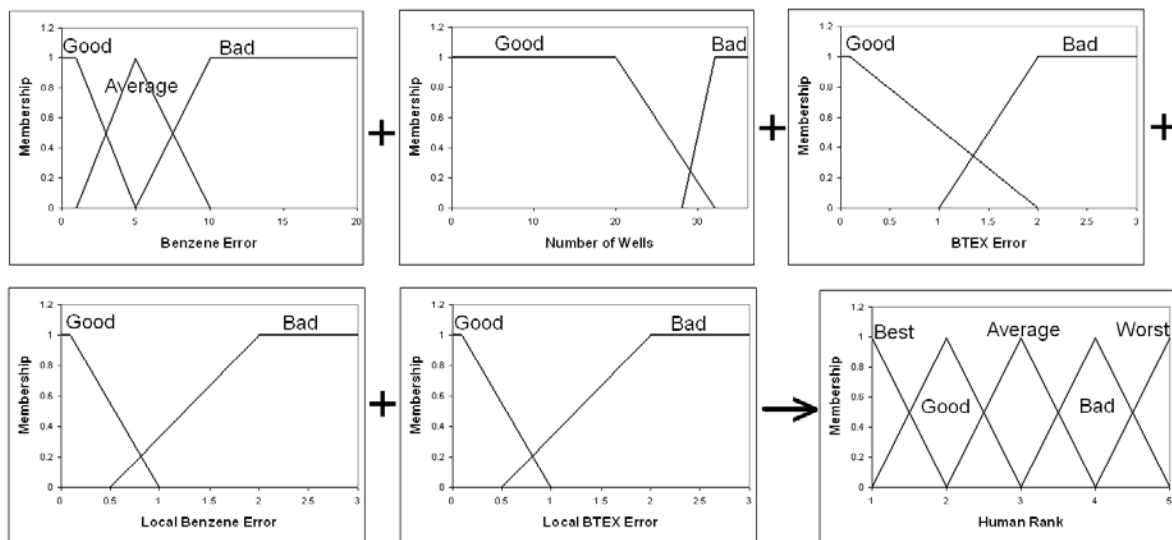 1.2
Good
Bad
1
Average
0.8
0.6
0.4
0.2
0
0
5
10
15
20
Membership
Benzene Error
+
1.2
Good
Bad
1
0.8
0.6
0.4
0.2
0
0
10
20
30
Membership
Number of Wells
+
1.2
Good
Bad
1
0.8
0.6
0.4
0.2
0
0
0.5
1
1.5
2
2.5
3
Membership
BTEX Error
+
1.2
Good
Bad
1
0.8
0.6
0.4
0.2
0
0
0.5
1
1.5
2
2.5
3
Membership
Local Benzene Error
+
1.2
Good
Bad
1
0.8
0.6
0.4
0.2
0
0
0.5
1
1.5
2
2.5
3
Membership
Local BTEX Error
1.2
Best
Average
Worst
1
0.8
0.6
Good
Bad
0.4
0.2
0
1
2
3
4
5
Membership
Human Rank